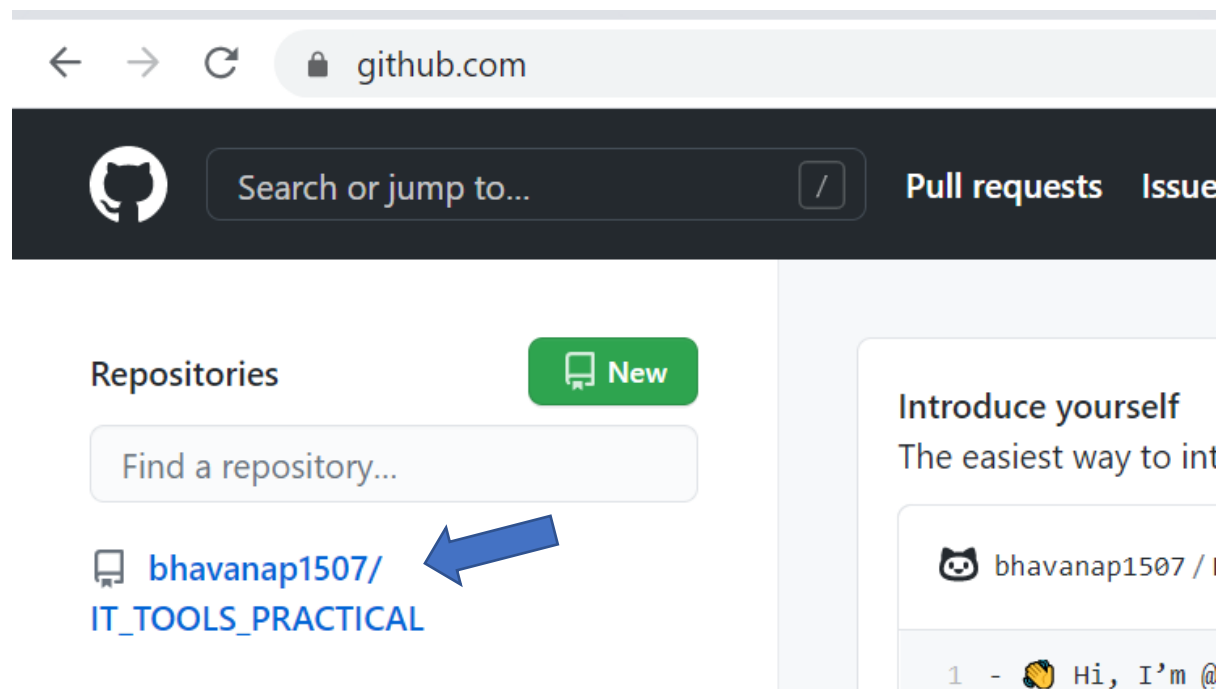 github.com
Search or jump to... / Pull requests Issue
Repositories New
Find a repository...
bhavanap1507/
IT_TOOLS_PRACTICAL
Introduce yourself
The easiest way to int
bhavanap1507 /
1 - 👋 Hi, I’m @